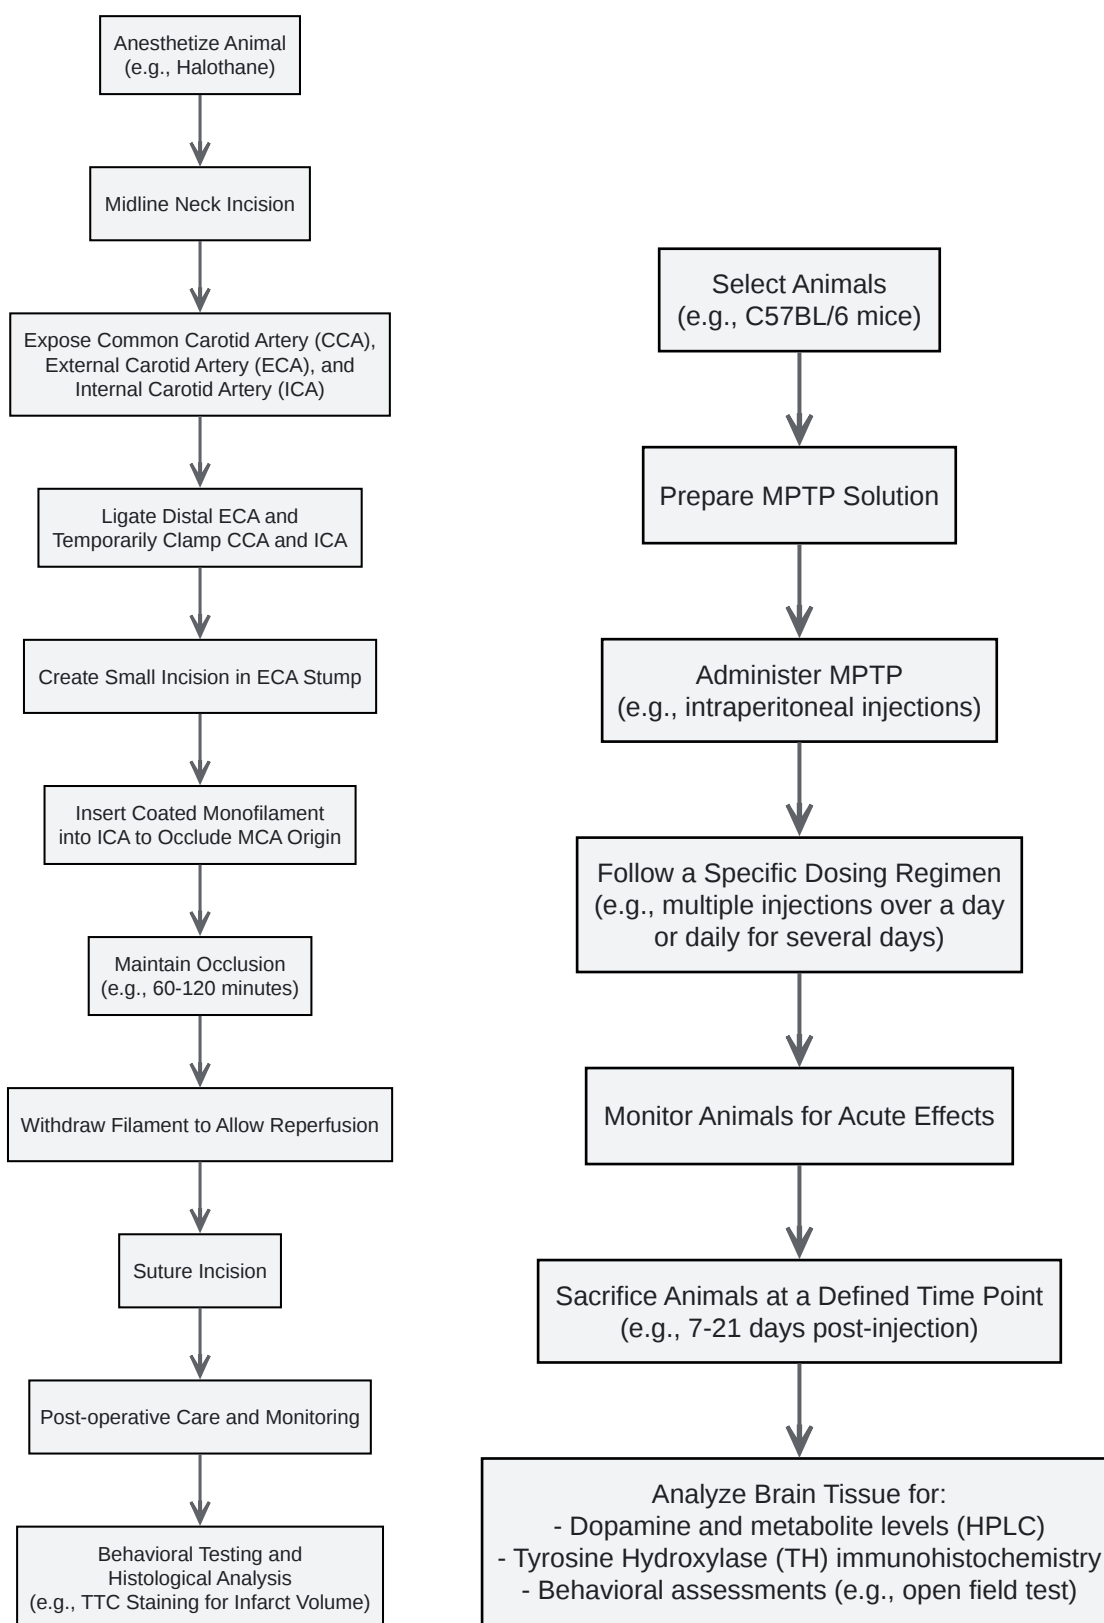 Anesthetize Animal
(e.g., Halothane)
Midline Neck Incision
Expose Common Carotid Artery (CCA),
External Carotid Artery (ECA), and
Internal Carotid Artery (ICA)
Ligate Distal ECA and
Temporarily Clamp CCA and ICA
Create Small Incision in ECA Stump
Insert Coated Monofilament
into ICA to Occlude MCA Origin
Maintain Occlusion
(e.g., 60-120 minutes)
Withdraw Filament to Allow Reperfusion
Suture Incision
Post-operative Care and Monitoring
Behavioral Testing and
Histological Analysis
(e.g., TTC Staining for Infarct Volume)
Select Animals
(e.g., C57BL/6 mice)
Prepare MPTP Solution
Administer MPTP
(e.g., intraperitoneal injections)
Follow a Specific Dosing Regimen
(e.g., multiple injections over a day
or daily for several days)
Monitor Animals for Acute Effects
Sacrifice Animals at a Defined Time Point
(e.g., 7-21 days post-injection)
Analyze Brain Tissue for:
- Dopamine and metabolite levels (HPLC)
- Tyrosine Hydroxylase (TH) immunohistochemistry
- Behavioral assessments (e.g., open field test)